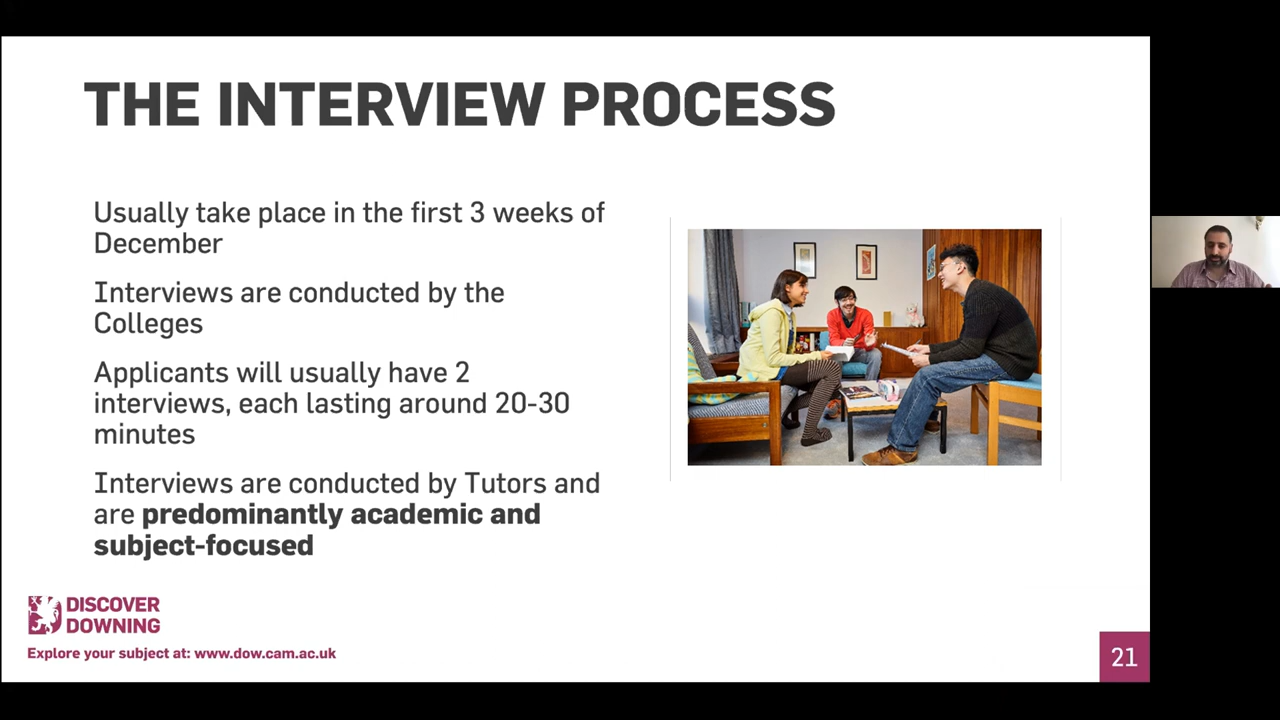 THE INTERVIEW PROCESS
Usually take place in the first 3 weeks of
December
Interviews are conducted by the
Colleges
Applicants will usually have 2
interviews, each lasting around 20-30
minutes
Interviews are conducted by Tutors and
are predominantly academic and
subject-focused
DISCOVER
DOWNING
Explore your subject at: www.dow.cam.ac.uk
21